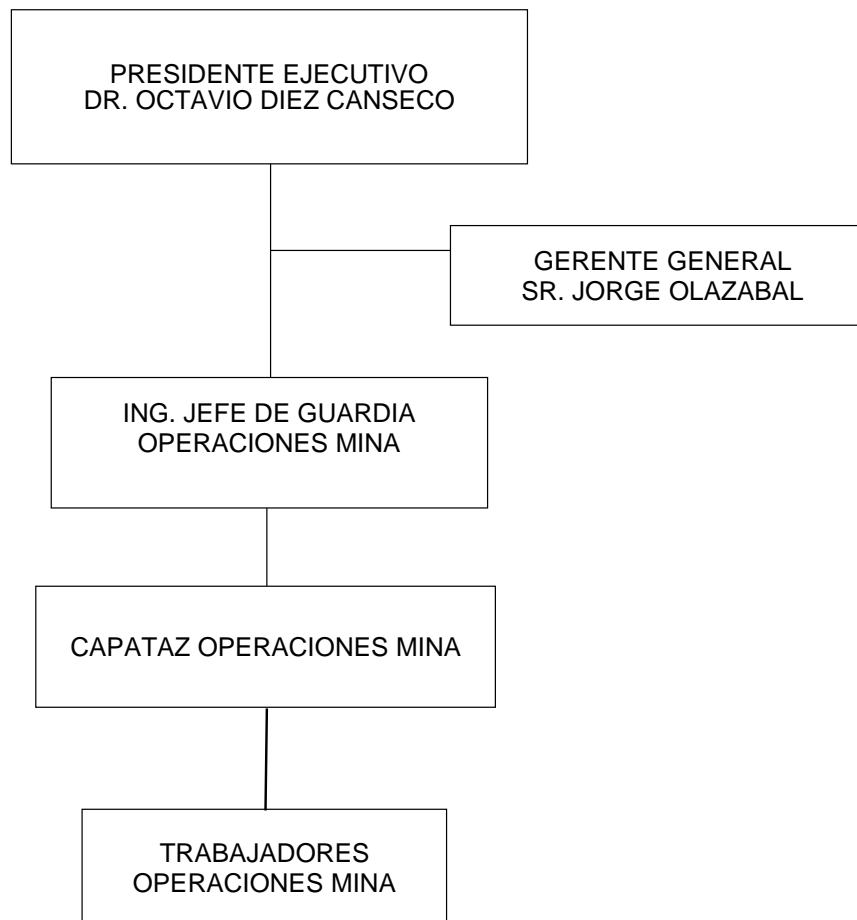 PRESIDENTE EJECUTIVO
DR. OCTAVIO DIEZ CANSECO
GERENTE GENERAL
SR. JORGE OLAZABAL
ING. JEFE DE GUARDIA
OPERACIONES MINA
CAPATAZ OPERACIONES MINA
TRABAJADORES
OPERACIONES MINA